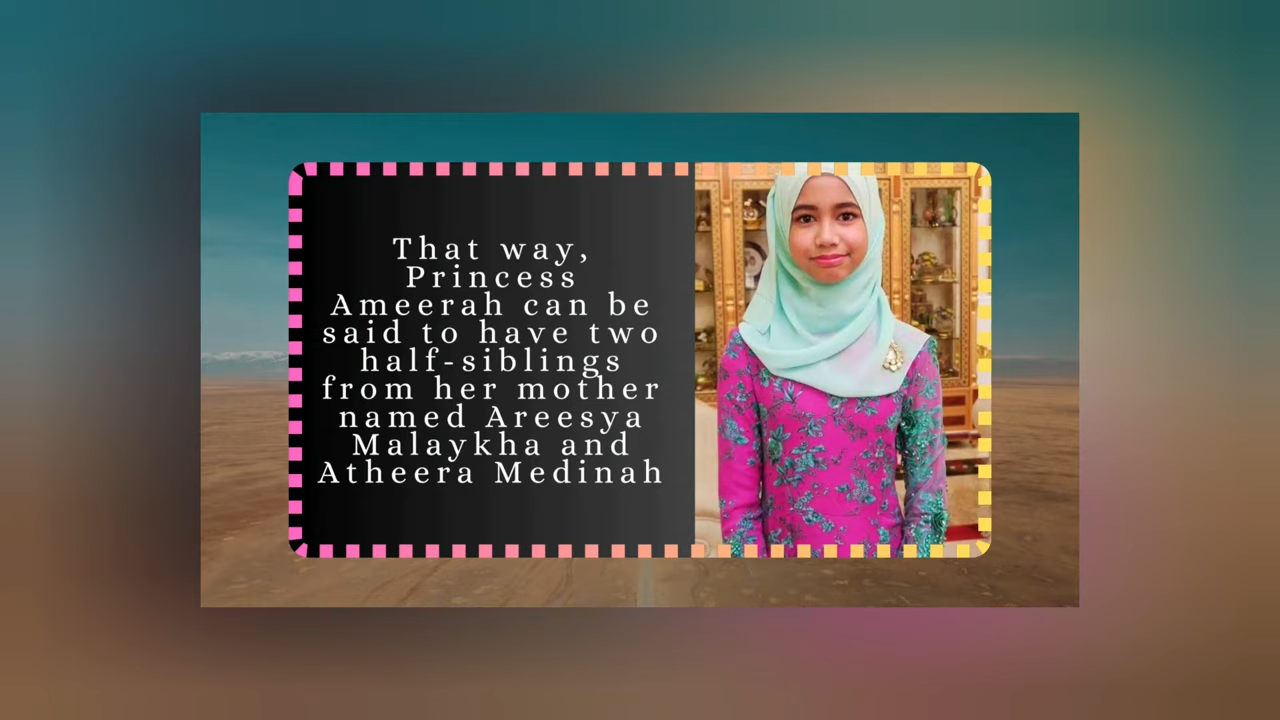 That way,
Princess
Ameerah can be
said to have two
half-siblings
from her mother
named Areesya
Malaykha and
Atheera Medinah